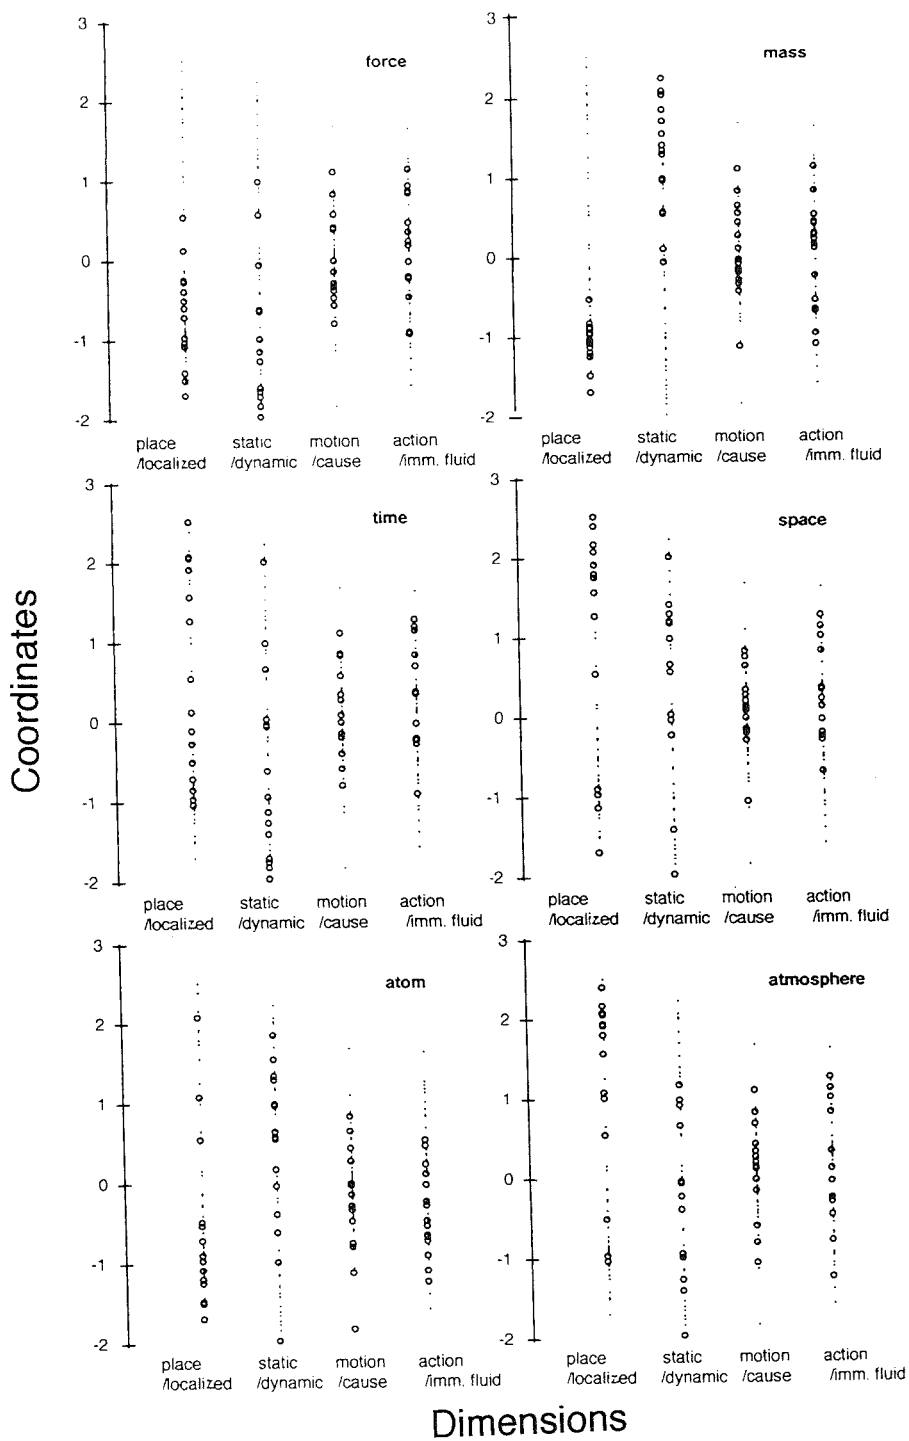 force
3
2
1
0
-1
-2
place static motion action
/localized /dynamic /cause /imm. fluid
mass
3
2
1
0
-1
-2
place static motion action
/localized /dynamic /cause /imm. fluid
time
3
2
1
0
-1
-2
place static motion action
/localized /dynamic /cause /imm. fluid
space
3
2
1
0
-1
-2
place static motion action
/localized /dynamic /cause /imm. fluid
atom
3
2
1
0
-1
-2
place static motion action
/localized /dynamic /cause /imm. fluid
atmosphere
3
2
1
0
-1
-2
place static motion action
/localized /dynamic /cause /imm. fluid
Coordinates
Dimensions